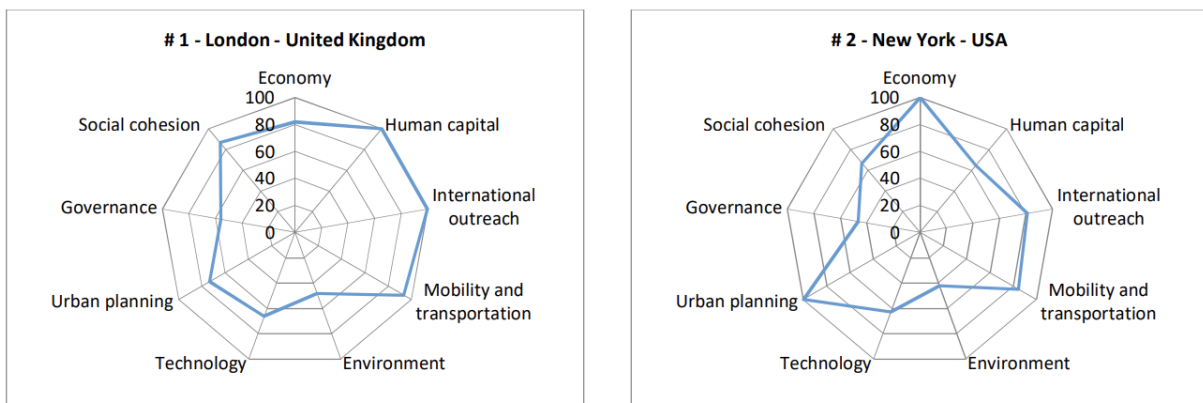 # 1 - London - United Kingdom
Economy
100
80
60
40
20
0
Human capital
International
outreach
Mobility and
transportation
Environment
Technology
Urban planning
Governance
Social cohesion
# 2 - New York - USA
Economy
100
80
60
40
20
0
Human capital
International
outreach
Mobility and
transportation
Environment
Technology
Urban planning
Governance
Social cohesion